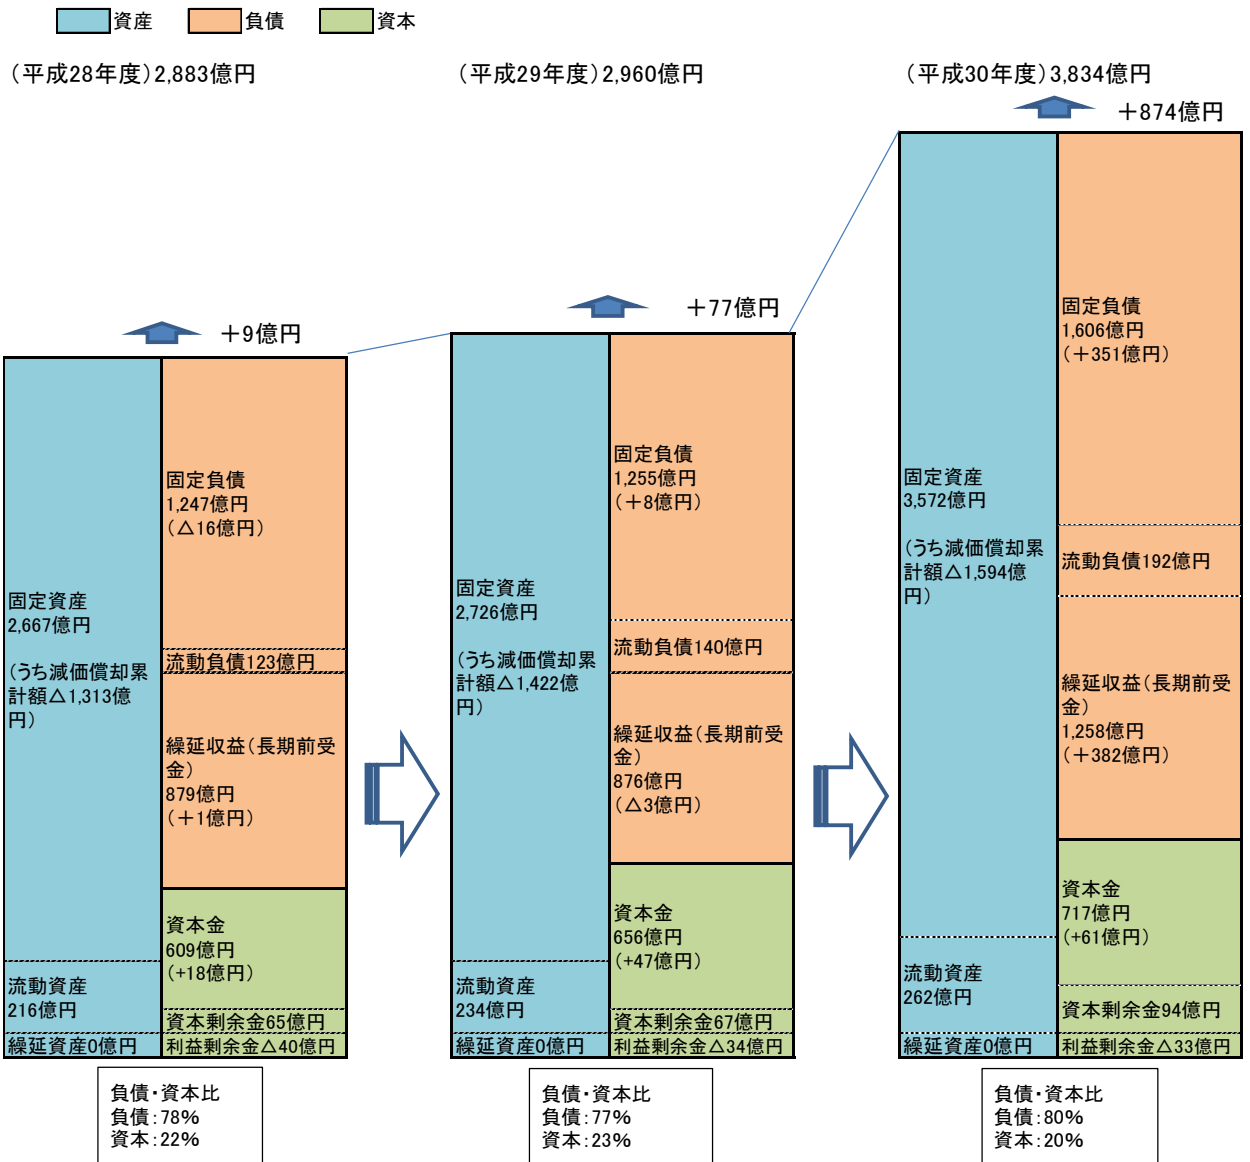 資産
負債
資本
（平成28年度）2,883億円
＋9億円
固定資産
2,667億円
（うち減価償却累
計額△1,313億
円）
流動資産
216億円
繰延資産0億円
固定負債
1,247億円
（△16億円）
流動負債123億円
繰延収益（長期前受
金）
879億円
（＋1億円）
資本金
609億円
（+18億円）
資本剰余金65億円
利益剰余金△40億円
負債・資本比
負債：78%
資本：22%
（平成29年度）2,960億円
＋77億円
固定資産
2,726億円
（うち減価償却累
計額△1,422億
円）
流動資産
234億円
繰延資産0億円
固定負債
1,255億円
（＋8億円）
流動負債140億円
繰延収益（長期前受
金）
876億円
（△3億円）
資本金
656億円
（+47億円）
資本剰余金67億円
利益剰余金△34億円
負債・資本比
負債：77%
資本：23%
（平成30年度）3,834億円
＋874億円
固定資産
3,572億円
（うち減価償却累
計額△1,594億
円）
流動資産
262億円
繰延資産0億円
固定負債
1,606億円
（＋351億円）
流動負債192億円
繰延収益（長期前受
金）
1,258億円
（＋382億円）
資本金
717億円
（+61億円）
資本剰余金94億円
利益剰余金△33億円
負債・資本比
負債：80%
資本：20%